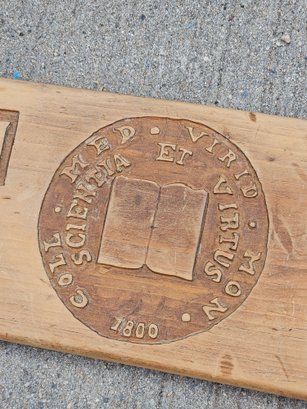 COLL · MED · VIRID · MON ·
SCIENTIA ET VIRTUS
1800